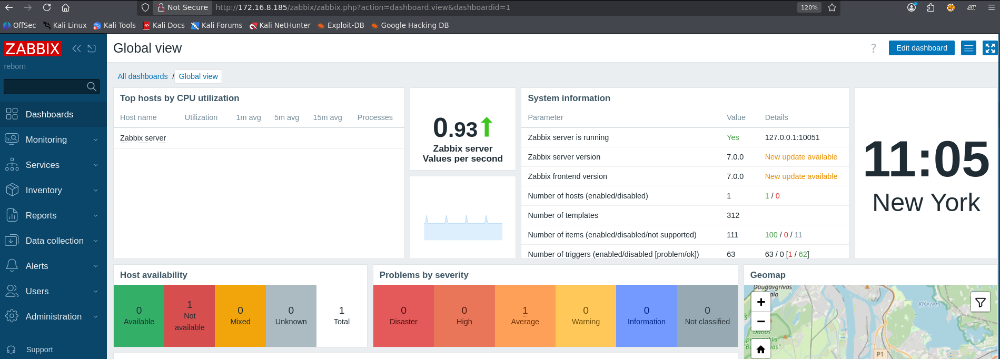 Not Secure http://172.16.8.185/zabbix/zabbix.php?action=dashboard.view&dashboardid=1 120%
OffSec Kali Linux Kali Tools Kali Docs Kali Forums Kali NetHunter Exploit-DB Google Hacking DB
ZABBIX
reborn
Dashboards
Monitoring
Services
Inventory
Reports
Data collection
Alerts
Users
Administration
Support
Global view
? Edit dashboard
All dashboards / Global view
Top hosts by CPU utilization
Host name Utilization 1m avg 5m avg 15m avg Processes
Zabbix server
0.93
Zabbix server
Values per second
System information
Parameter Value Details
Zabbix server is running Yes 127.0.0.1:10051
Zabbix server version 7.0.0 New update available
Zabbix frontend version 7.0.0 New update available
Number of hosts (enabled/disabled) 1 1 / 0
Number of templates 312
Number of items (enabled/disabled/not supported) 111 100 / 0 / 11
Number of triggers (enabled/disabled [problem/ok]) 63 63 / 0 [1 / 62]
11:05
New York
Host availability
0 Available
1 Not available
0 Mixed
0 Unknown
1 Total
Problems by severity
0 Disaster
0 High
1 Average
0 Warning
0 Information
0 Not classified
Geomap
Daugavgrīvas
+
−
Ķīšezers
P1